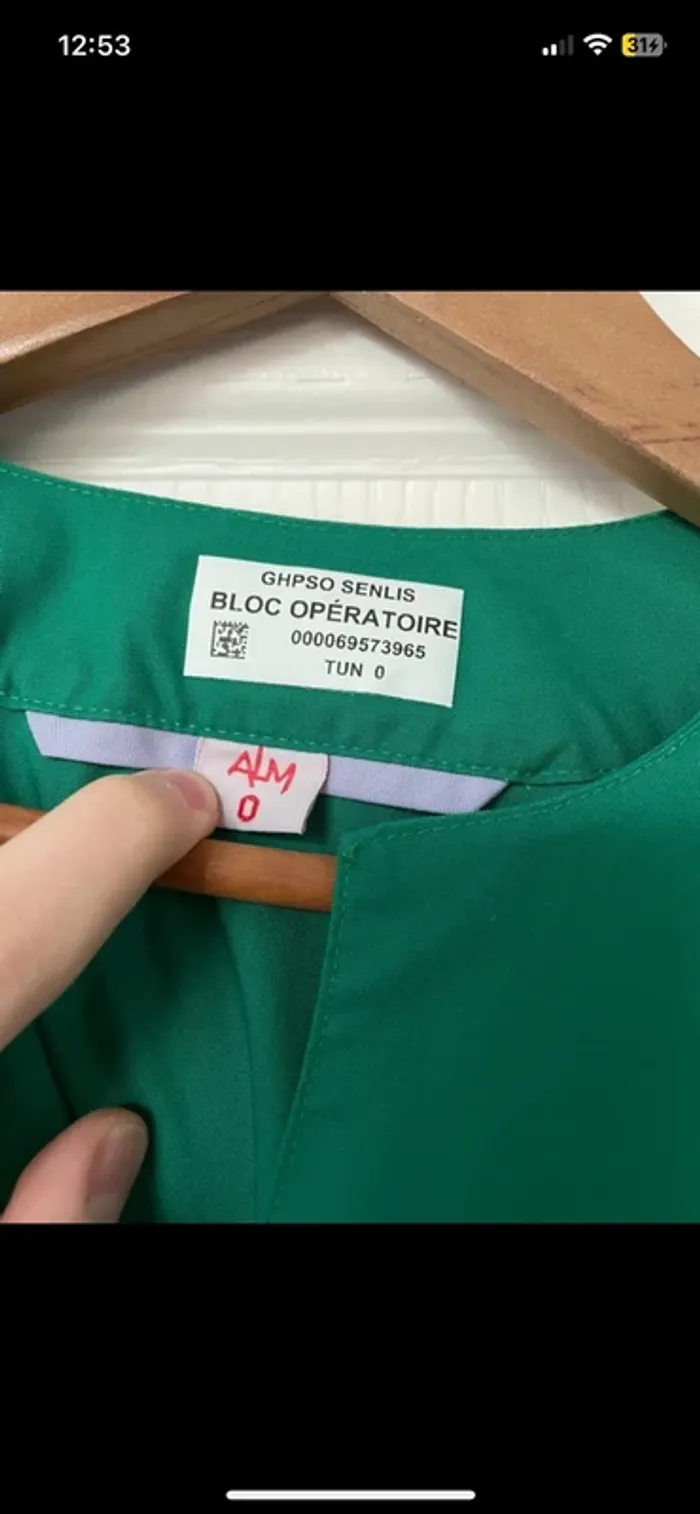 12:53
31
GHPSO SENLIS
BLOC OPÉRATOIRE
000069573965
TUN 0
ALM
0